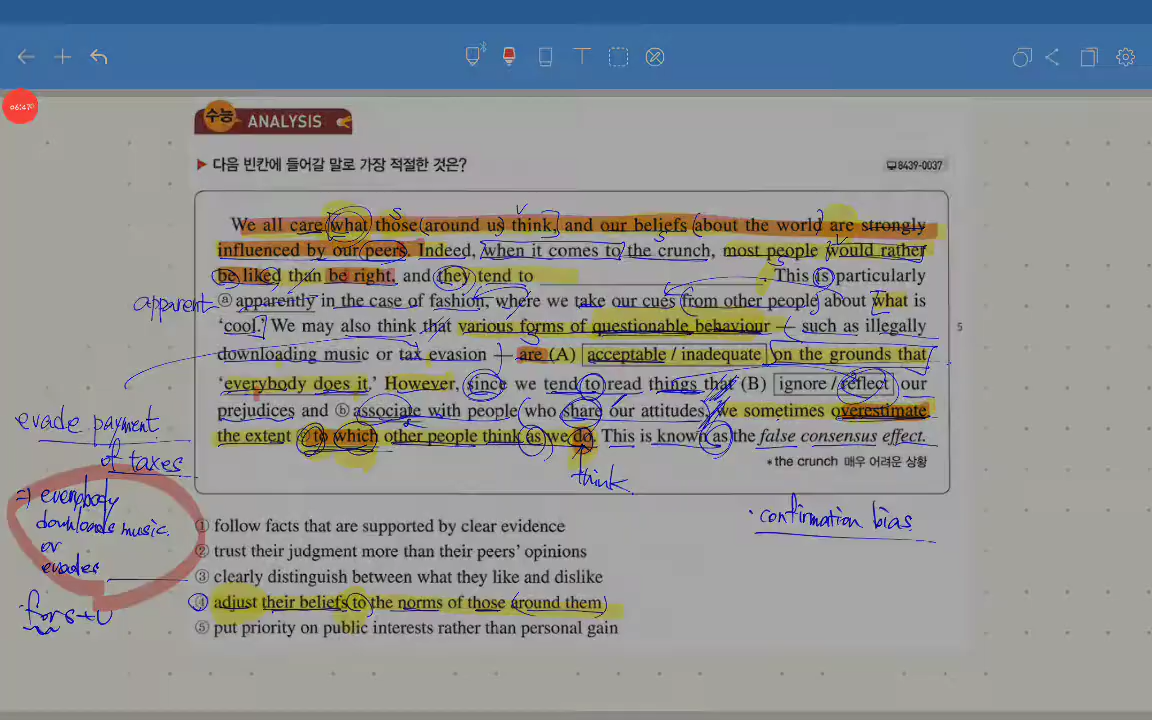 06:47
수능 ANALYSIS
▶ 다음 빈칸에 들어갈 말로 가장 적절한 것은?
8439-0037
We all care what those around us think, and our beliefs about the world are strongly
influenced by our peers. Indeed, when it comes to the crunch, most people would rather
be liked than be right, and they tend to ____________________. This is particularly
apparent
ⓐ apparently in the case of fashion, where we take our cues from other people about what is
'cool.' We may also think that various forms of questionable behaviour — such as illegally
5
downloading music or tax evasion — are (A) acceptable / inadequate on the grounds that
'everybody does it.' However, since we tend to read things that (B) ignore / reflect our
prejudices and ⓑ associate with people who share our attitudes, we sometimes overestimate
the extent ⓒ to which other people think as we do. This is known as the false consensus effect.
think
*the crunch 매우 어려운 상황
evade payment
of taxes
⇒ everybody
downloads music.
or
evades
· for s+v
· confirmation bias
① follow facts that are supported by clear evidence
② trust their judgment more than their peers' opinions
③ clearly distinguish between what they like and dislike
④ adjust their beliefs to the norms of those around them
⑤ put priority on public interests rather than personal gain